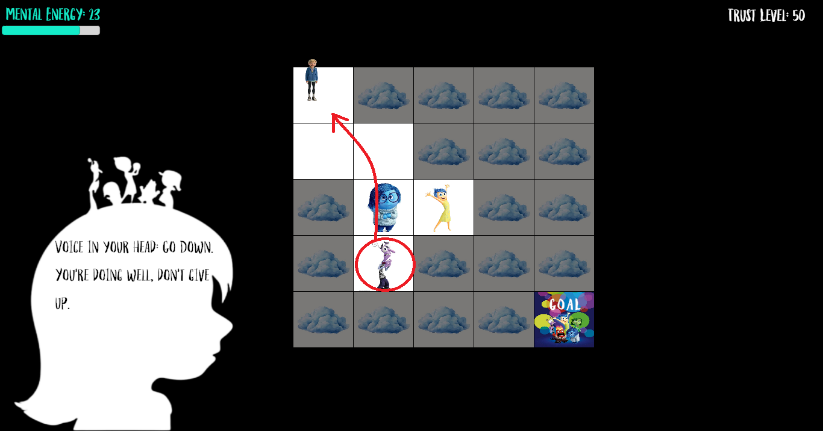 Mental Energy: 23
Trust Level: 50
Voice in your head: Go down.
You're doing well, don't give
up.
GOAL